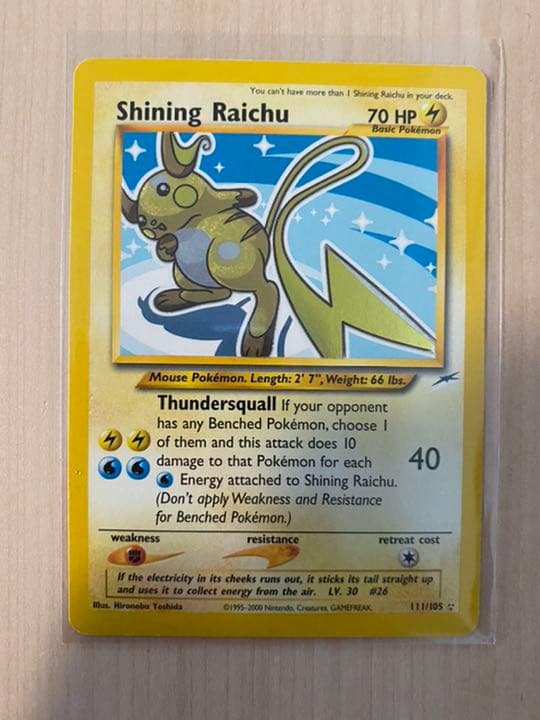 You can't have more than 1 Shining Raichu in your deck.
Shining Raichu 70 HP
Basic Pokémon
Mouse Pokémon. Length: 2' 7", Weight: 66 lbs.
Thundersquall If your opponent
has any Benched Pokémon, choose 1
of them and this attack does 10
damage to that Pokémon for each 40
Energy attached to Shining Raichu.
(Don't apply Weakness and Resistance
for Benched Pokémon.)
weakness resistance retreat cost
If the electricity in its cheeks runs out, it sticks its tail straight up
and uses it to collect energy from the air. LV. 30 #26
Illus. Hironobu Yoshida ©1995-2000 Nintendo, Creatures, GAMEFREAK. 111/105